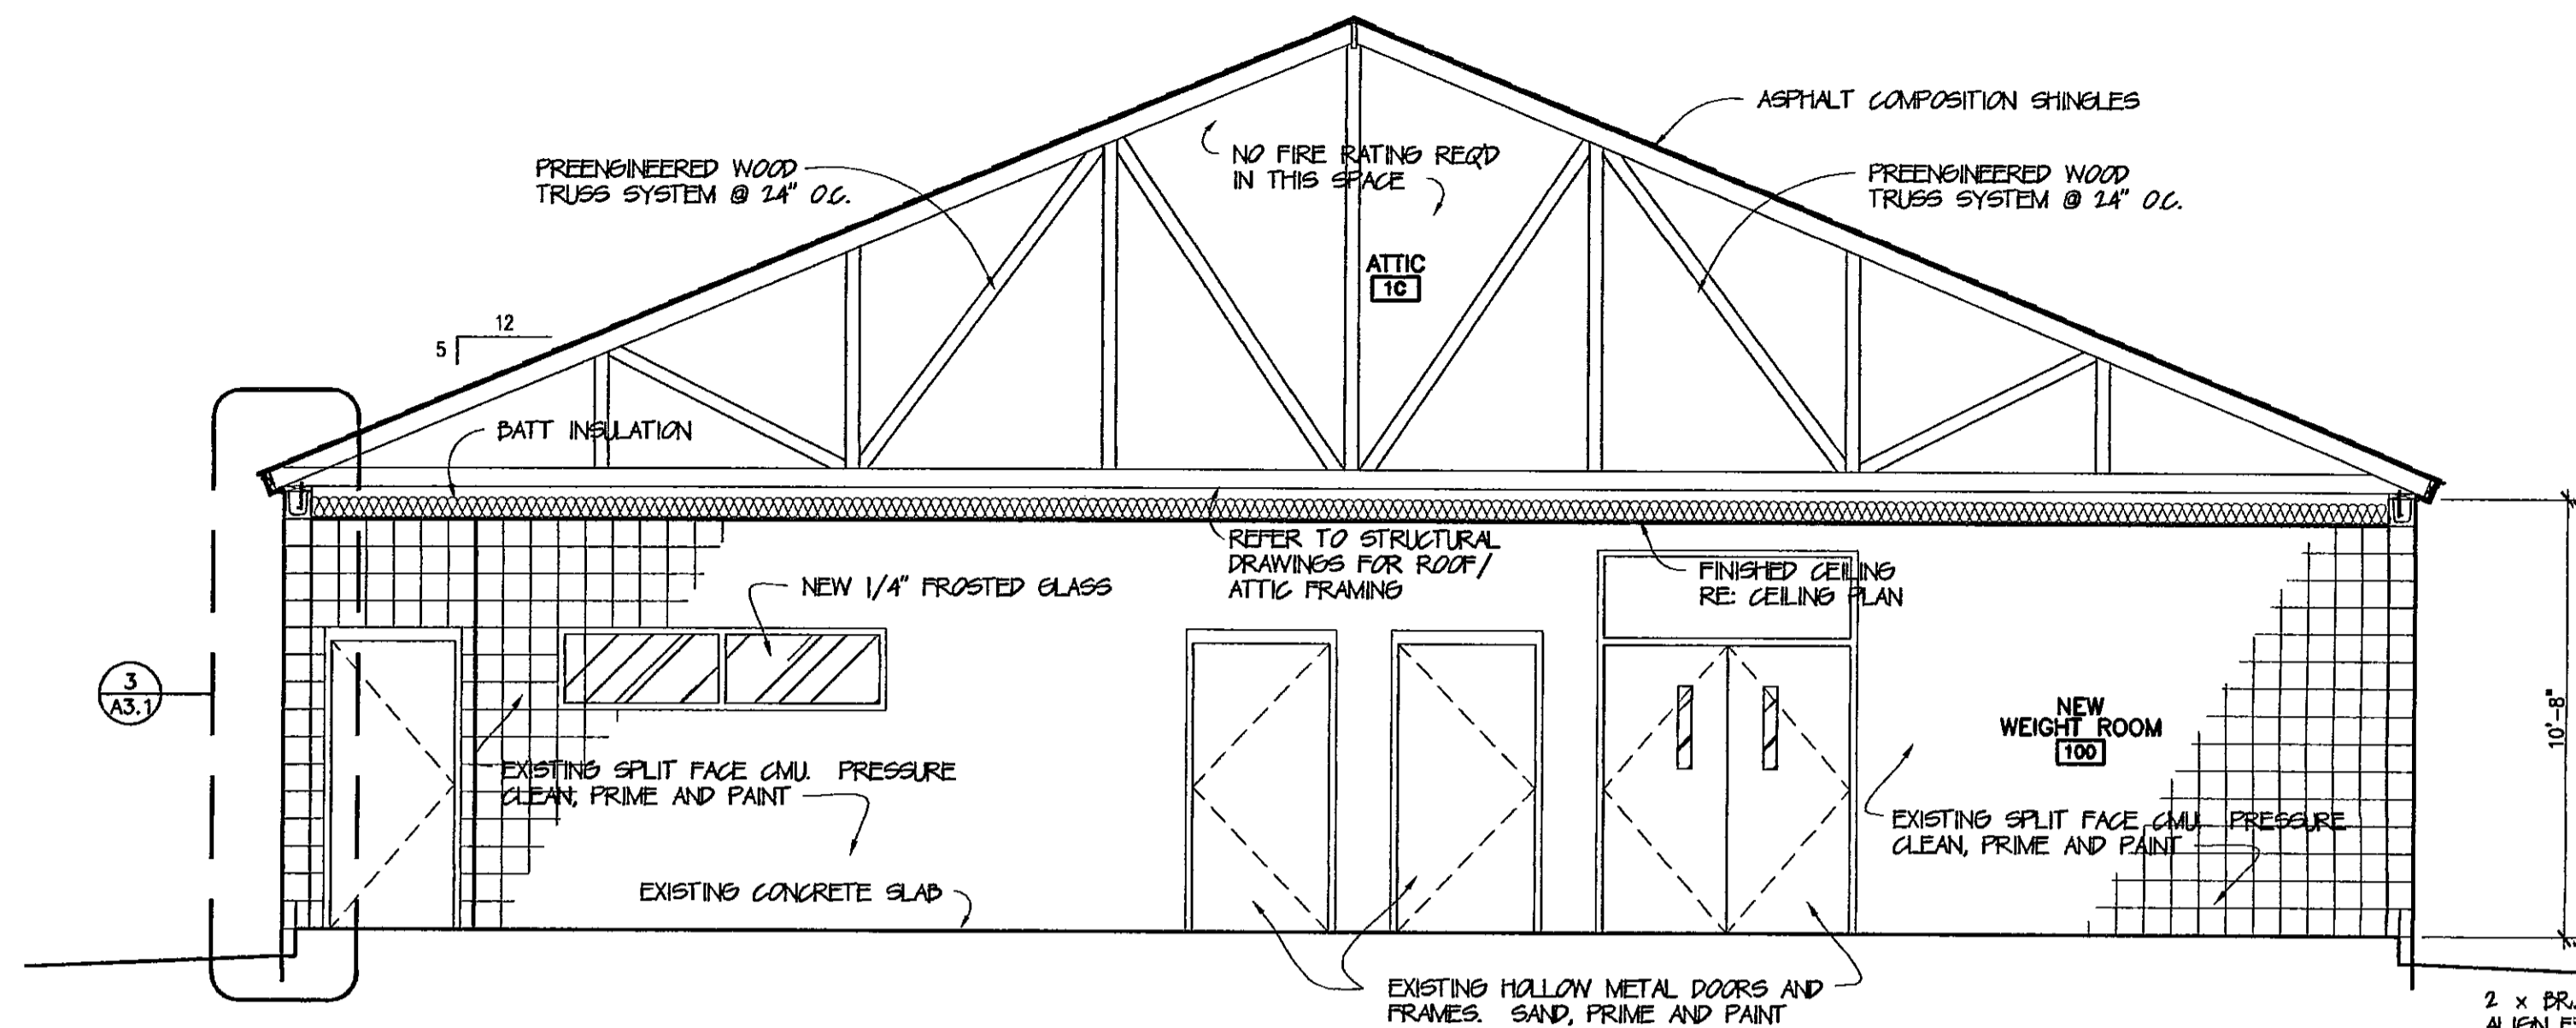 ASPHALT COMPOSITION SHINGLES
NO FIRE RATING REQ'D
IN THIS SPACE
PREENGINEERED WOOD
TRUSS SYSTEM @ 24" O.C.
PREENGINEERED WOOD
TRUSS SYSTEM @ 24" O.C.
ATTIC
1C
12
5
BATT INSULATION
REFER TO STRUCTURAL
DRAWINGS FOR ROOF/
ATTIC FRAMING
FINISHED CEILING
RE: CEILING PLAN
NEW 1/4" FROSTED GLASS
3
A3.1
NEW
WEIGHT ROOM
100
10'-8"
EXISTING SPLIT FACE CMU. PRESSURE
CLEAN, PRIME AND PAINT
EXISTING SPLIT FACE CMU PRESSURE
CLEAN, PRIME AND PAINT
EXISTING CONCRETE SLAB
EXISTING HOLLOW METAL DOORS AND
FRAMES. SAND, PRIME AND PAINT
2 x BR.
ALIGN